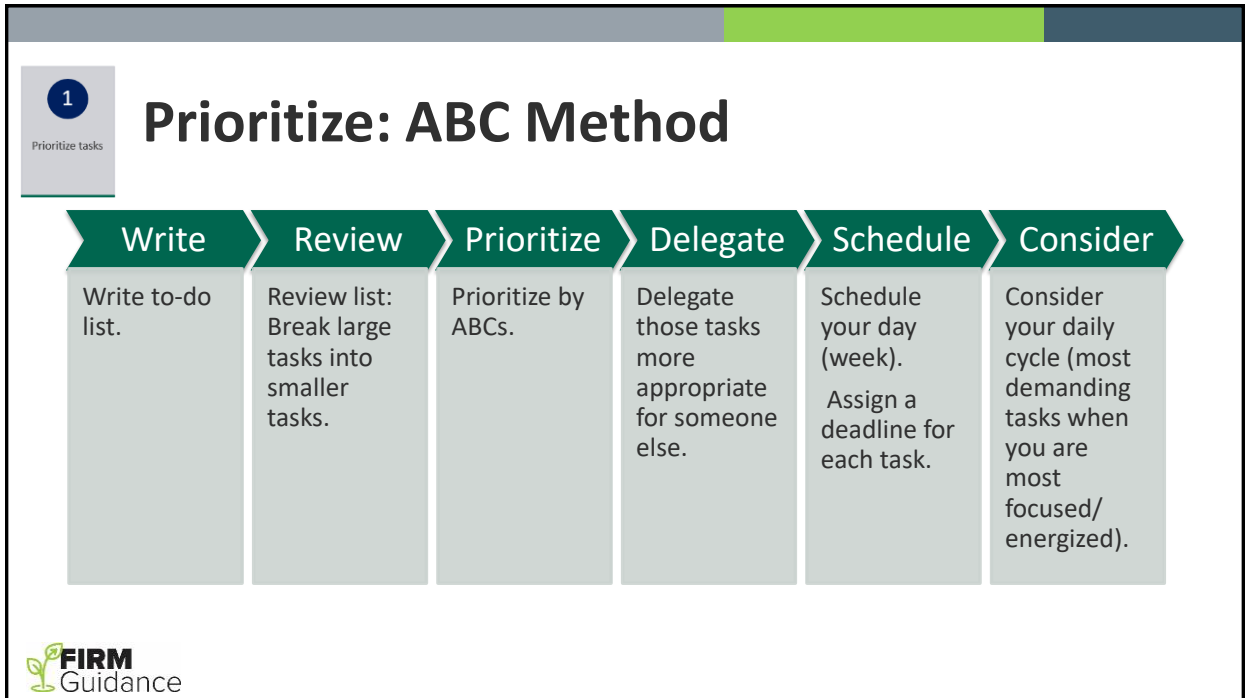 1
Prioritize tasks
Prioritize: ABC Method
Write
Review
Prioritize
Delegate
Schedule
Consider
Write to-do
list.
Review list:
Break large
tasks into
smaller
tasks.
Prioritize by
ABCs.
Delegate
those tasks
more
appropriate
for someone
else.
Schedule
your day
(week).
Assign a
deadline for
each task.
Consider
your daily
cycle (most
demanding
tasks when
you are
most
focused/
energized).
FIRM
Guidance